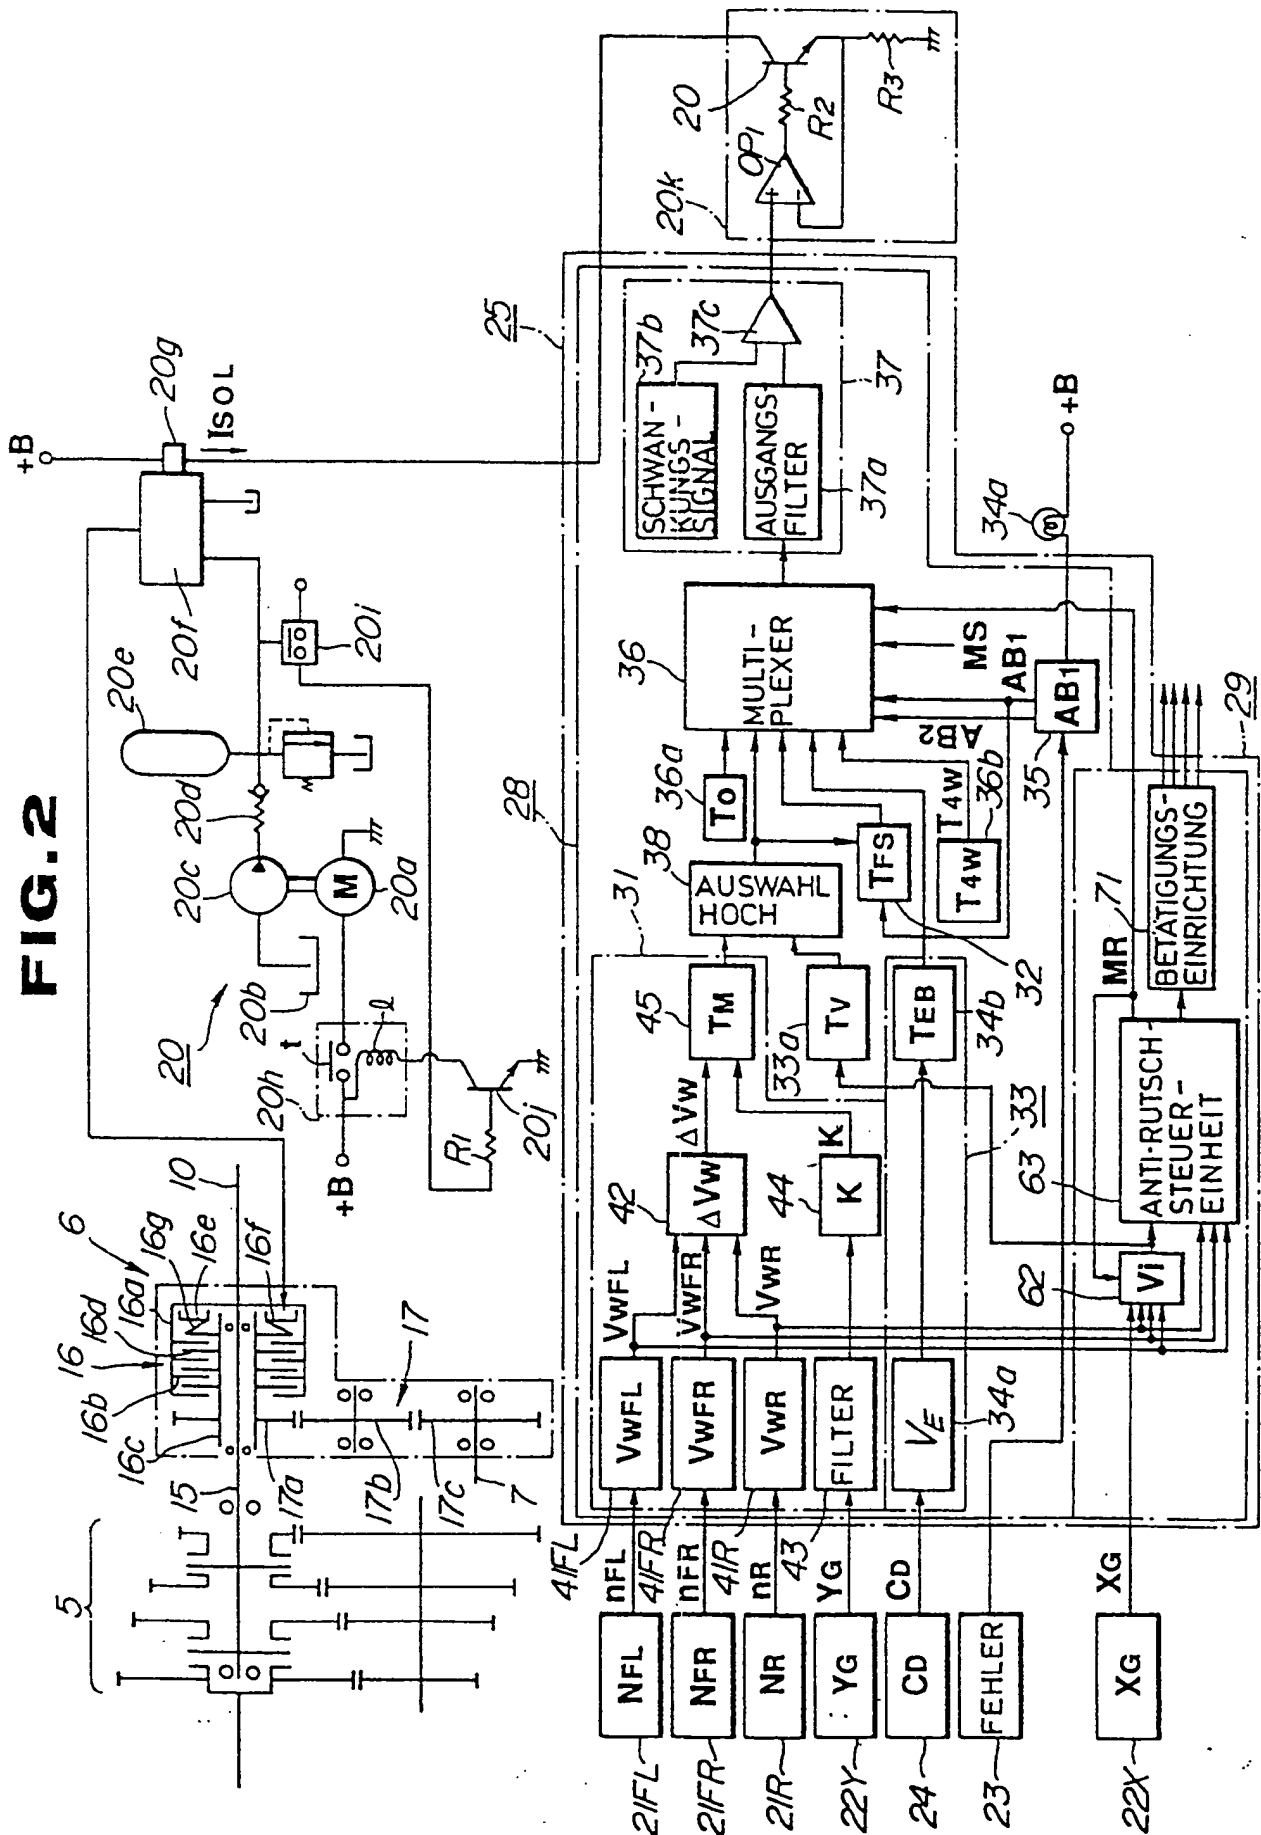 FIG.2
5
15
16c
16b
16
16d
16a
16g
16e
16f
6
10
17a
17b
17c
17
7
20
20b
20c
20d
20e
20f
20g
+B
ISOL
20a
M
20i
20h
t
l
+B
R1
20j
25
28
20k
OP1
20
R2
R3
21FL
NFL
nFL
41FL
VwFL
VwFL
21FR
NFR
nFR
41FR
VwFR
VwFR
21R
NR
nR
41R
VwR
VwR
22Y
YG
YG
43
FILTER
24
CD
CD
VE
34a
23
FEHLER
22X
XG
XG
42
ΔVw
ΔVw
44
K
K
45
TM
33a
TV
TEB
34b
33
31
38
AUSWAHL
HOCH
32
TFS
36a
TO
T4W
T4W
36b
36
MULTI-
PLEXER
SCHWAN-
KUNGS-
SIGNAL
37b
37c
AUSGANGS-
FILTER
37a
37
MS
AB1
AB2
AB1
35
34a
+B
62
Vi
63
ANTI-RUTSCH-
STEUER-
EINHEIT
MR
71
BETÄTIGUNGS-
EINRICHTUNG
29